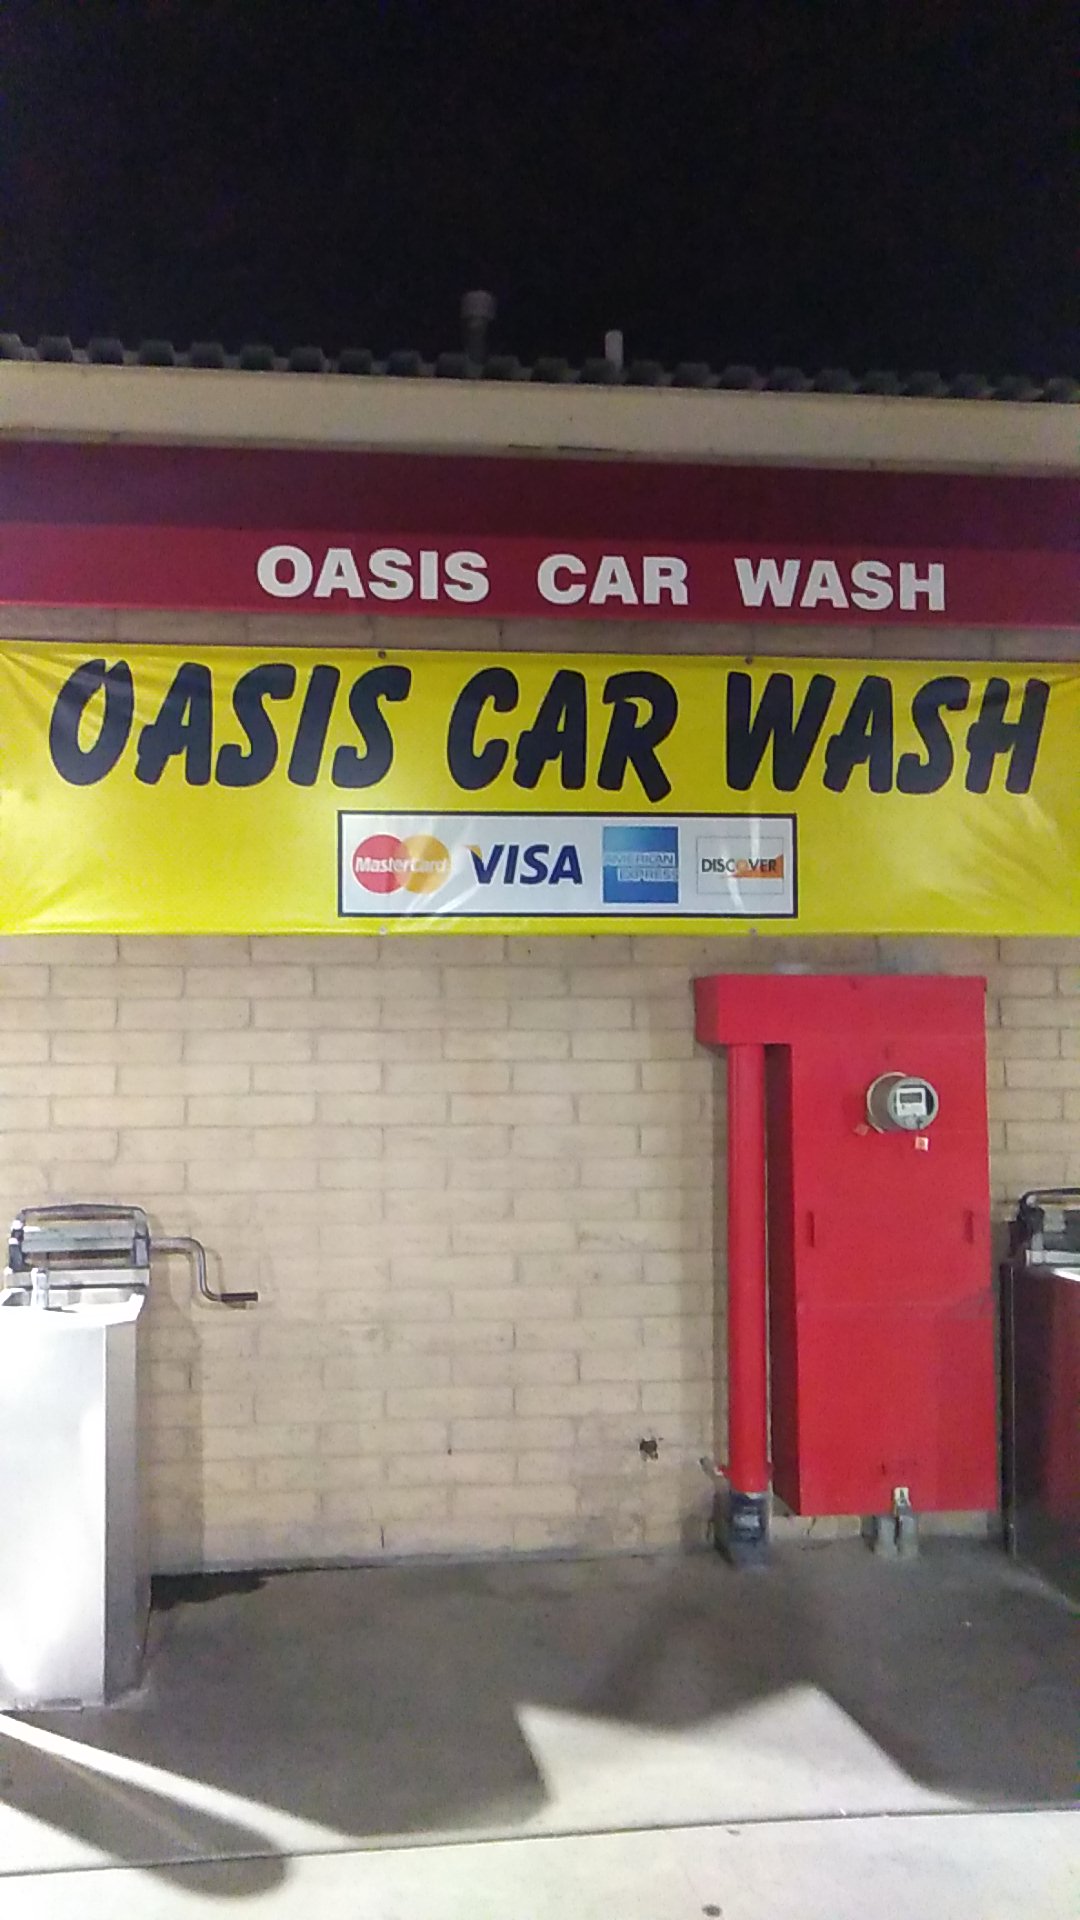 OASIS CAR WASH
OASIS CAR WASH
MasterCard VISA AMERICAN EXPRESS DISCOVER